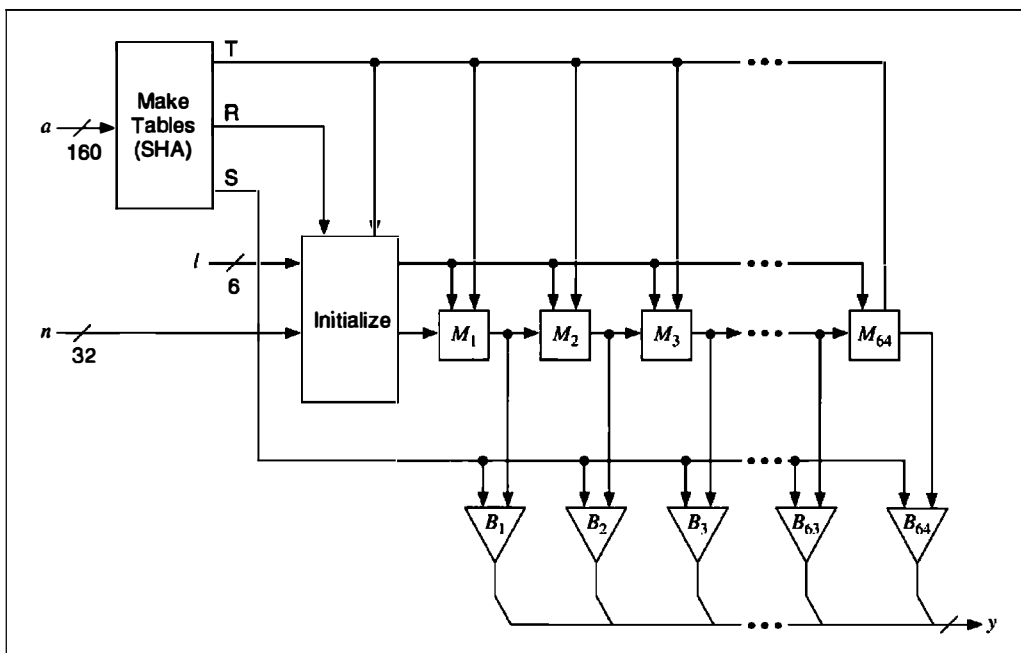 T
Make
Tables
(SHA)
R
a
160
S
l
6
Initialize
n
32
M1
M2
M3
M64
B1
B2
B3
B63
B64
y